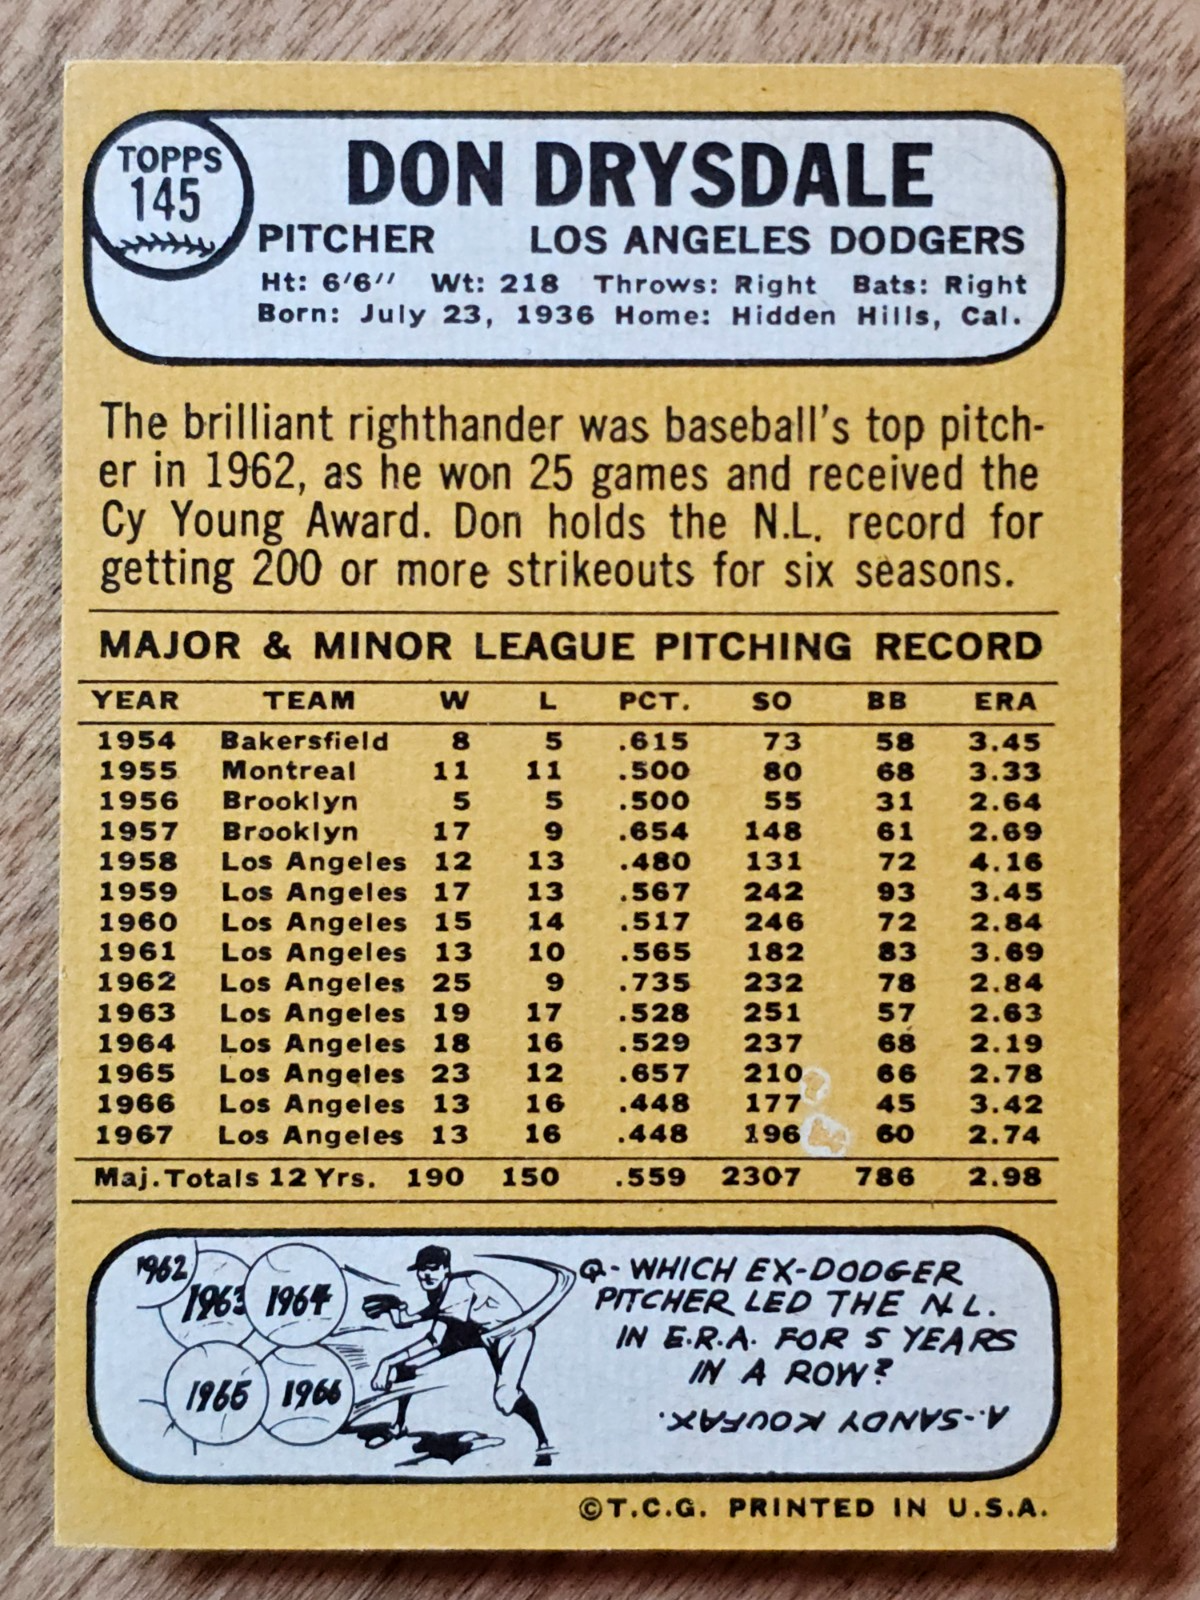 TOPPS
145
DON DRYSDALE
PITCHER LOS ANGELES DODGERS
Ht: 6'6'' Wt: 218 Throws: Right Bats: Right
Born: July 23, 1936 Home: Hidden Hills, Cal.
The brilliant righthander was baseball's top pitch-
er in 1962, as he won 25 games and received the
Cy Young Award. Don holds the N.L. record for
getting 200 or more strikeouts for six seasons.
MAJOR & MINOR LEAGUE PITCHING RECORD
YEAR TEAM W L PCT. SO BB ERA
1954 Bakersfield 8 5 .615 73 58 3.45
1955 Montreal 11 11 .500 80 68 3.33
1956 Brooklyn 5 5 .500 55 31 2.64
1957 Brooklyn 17 9 .654 148 61 2.69
1958 Los Angeles 12 13 .480 131 72 4.16
1959 Los Angeles 17 13 .567 242 93 3.45
1960 Los Angeles 15 14 .517 246 72 2.84
1961 Los Angeles 13 10 .565 182 83 3.69
1962 Los Angeles 25 9 .735 232 78 2.84
1963 Los Angeles 19 17 .528 251 57 2.63
1964 Los Angeles 18 16 .529 237 68 2.19
1965 Los Angeles 23 12 .657 210 66 2.78
1966 Los Angeles 13 16 .448 177 45 3.42
1967 Los Angeles 13 16 .448 196 60 2.74
Maj. Totals 12 Yrs. 190 150 .559 2307 786 2.98
1962
1963 1964
1965 1966
Q- WHICH EX-DODGER
PITCHER LED THE N.L.
IN E.R.A. FOR 5 YEARS
IN A ROW?
A-SANDY KOUFAX.
©T.C.G. PRINTED IN U.S.A.